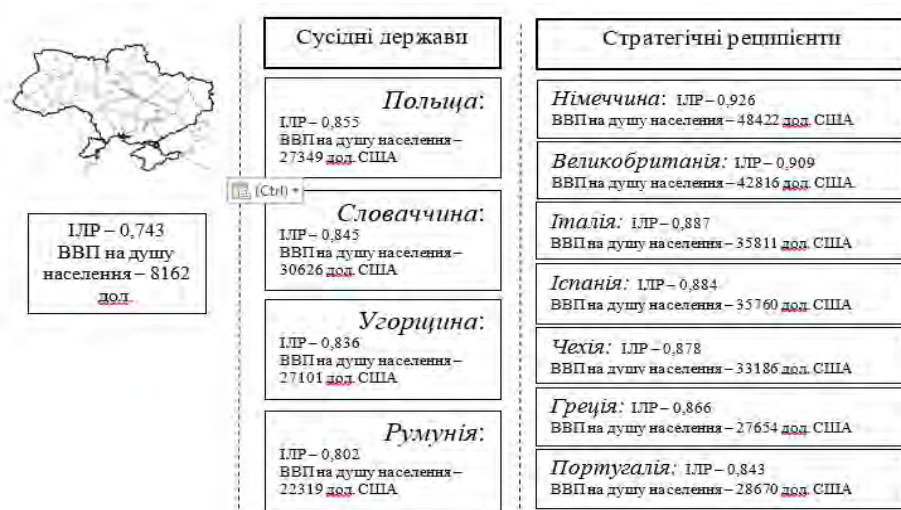 ІЛР – 0,743
ВВП на душу
населення – 8162
дол.
Сусідні держави
Польща:
ІЛР – 0,855
ВВП на душу населення –
27349 дол. США
(Ctrl)
Словаччина:
ІЛР – 0,845
ВВП на душу населення –
30626 дол. США
Угорщина:
ІЛР – 0,836
ВВП на душу населення –
27101 дол. США
Румунія:
ІЛР – 0,802
ВВП на душу населення –
22319 дол. США
Стратегічні реципієнти
Німеччина: ІЛР – 0,926
ВВП на душу населення – 48422 дол. США
Великобританія: ІЛР – 0,909
ВВП на душу населення – 42816 дол. США
Італія: ІЛР – 0,887
ВВП на душу населення – 35811 дол. США
Іспанія: ІЛР – 0,884
ВВП на душу населення – 35760 дол. США
Чехія: ІЛР – 0,878
ВВП на душу населення – 33186 дол. США
Греція: ІЛР – 0,866
ВВП на душу населення – 27654 дол. США
Португалія: ІЛР – 0,843
ВВП на душу населення – 28670 дол. США